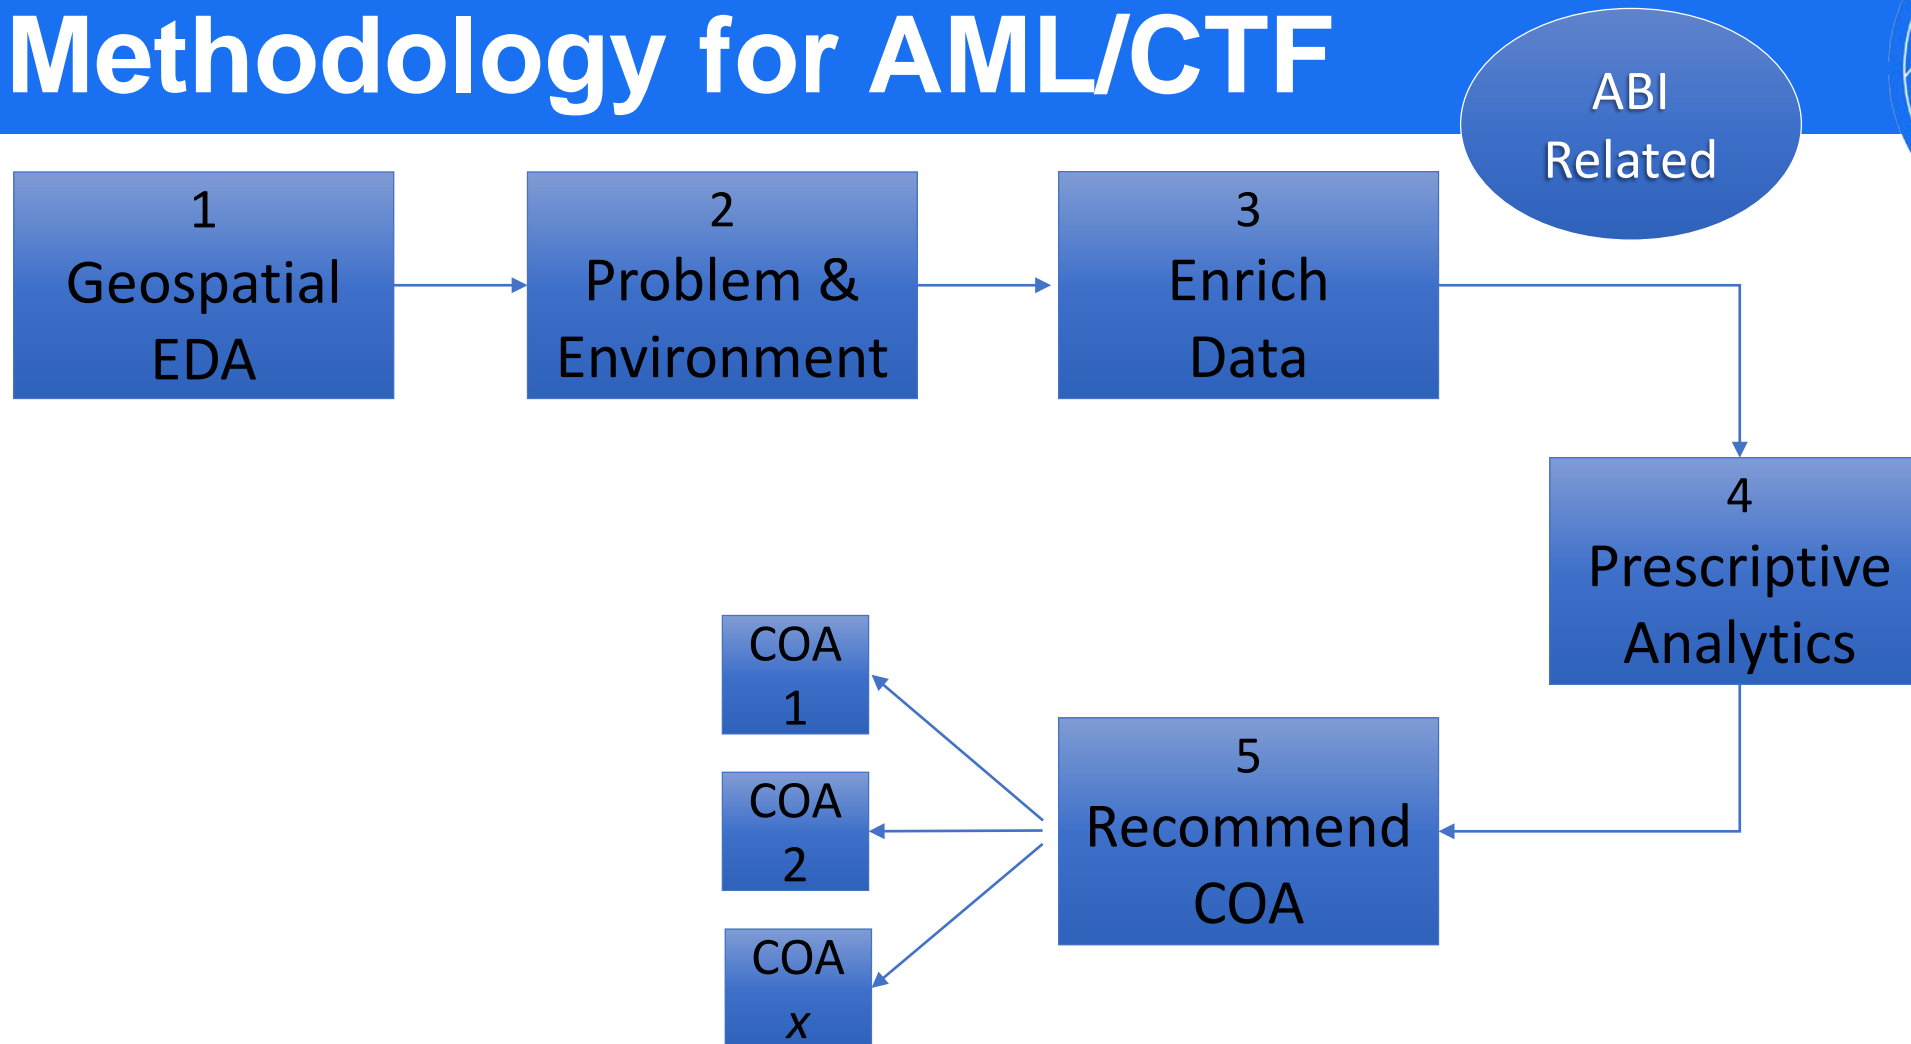 Methodology for AML/CTF
ABI
Related
1
Geospatial
EDA
2
Problem &
Environment
3
Enrich
Data
4
Prescriptive
Analytics
5
Recommend
COA
COA
1
COA
2
COA
x